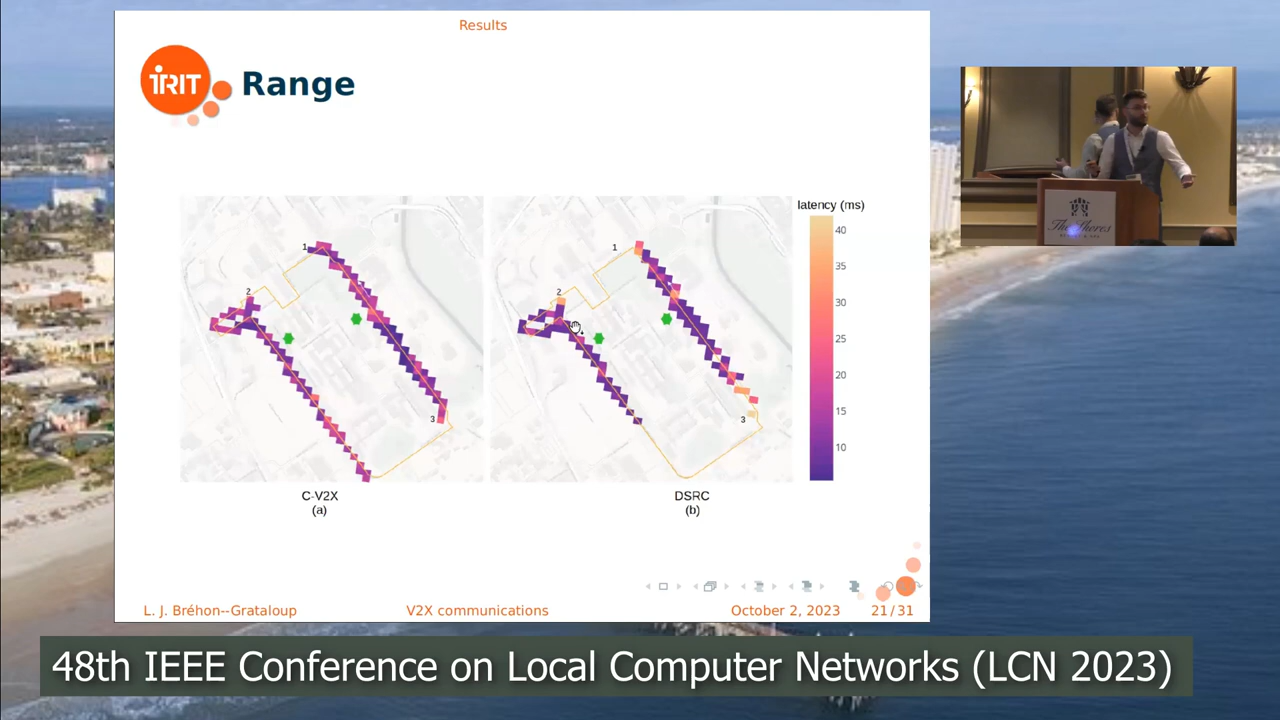 Results
iRIT
Range
latency (ms)
40
35
30
25
20
15
10
1
2
3
1
2
3
C-V2X
(a)
DSRC
(b)
L. J. Bréhon--Grataloup
V2X communications
October 2, 2023
21/31
The Shores
48th IEEE Conference on Local Computer Networks (LCN 2023)